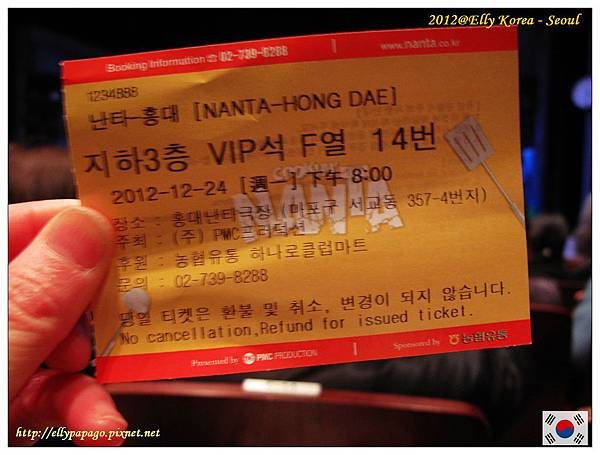 2012@Elly Korea - Seoul
Booking Information ☎ 02-739-8288
www.nanta.co.kr
1234888
난타-홍대 [NANTA-HONG DAE]
지하3층 VIP석 F열 14번
2012-12-24 [週一]下午 8:00
COOKIN'
NANTA
장소 : 홍대난타극장 (마포구 서교동 357-4번지)
주최 : (주) PMC프러덕션
후원 : 농협유통 하나로클럽마트
문의 : 02-739-8288
당일 티켓은 환불 및 취소, 변경이 되지 않습니다.
No cancellation,Refund for issued ticket.
Presented by PMC PRODUCTION
Sponsored by 농협유통
http://ellypapago.pixnet.net